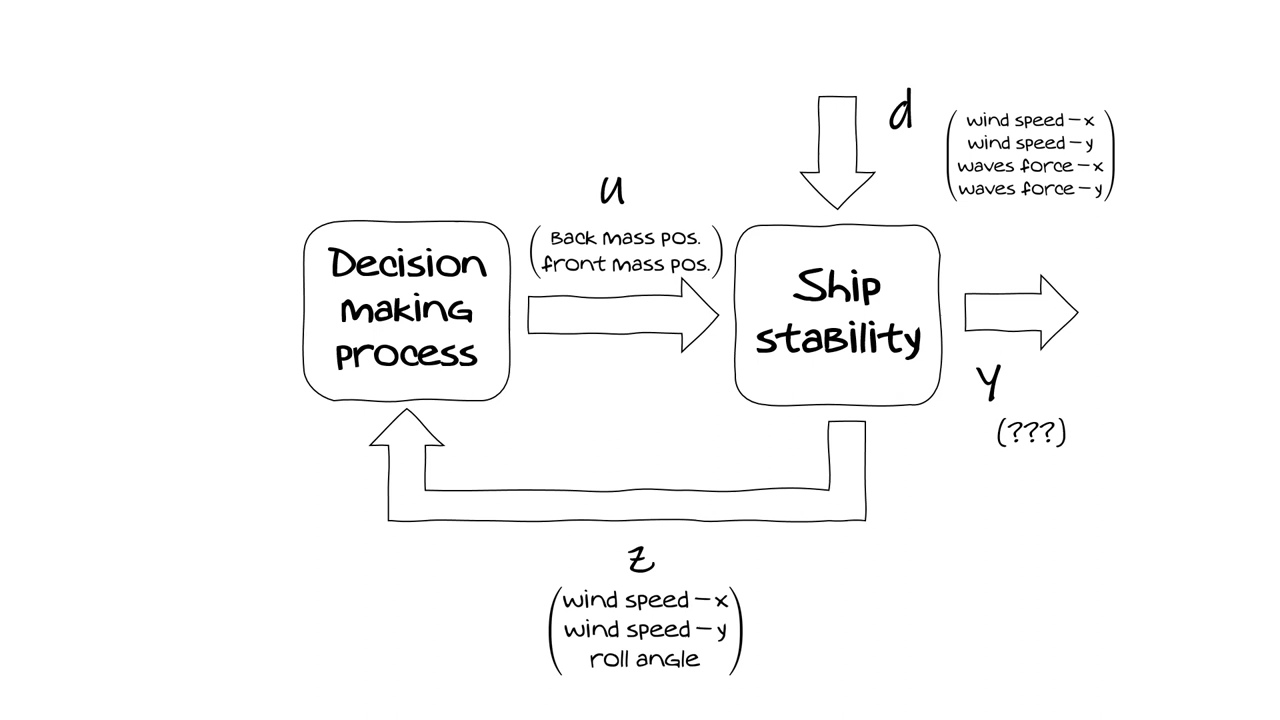 d
wind speed – x
wind speed – y
waves force – x
waves force – y
u
Back mass pos.
front mass pos.
Decision
making
process
Ship
stability
y
(???)
z
wind speed – x
wind speed – y
roll angle